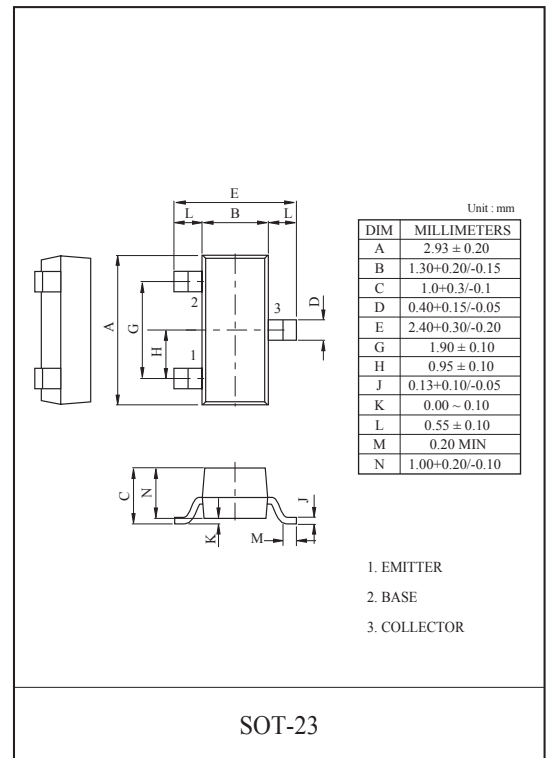 E
L B L
2
3
D
A
G
H
1
Unit : mm
DIM MILLIMETERS
A 2.93 ± 0.20
B 1.30+0.20/-0.15
C 1.0+0.3/-0.1
D 0.40+0.15/-0.05
E 2.40+0.30/-0.20
G 1.90 ± 0.10
H 0.95 ± 0.10
J 0.13+0.10/-0.05
K 0.00 ~ 0.10
L 0.55 ± 0.10
M 0.20 MIN
N 1.00+0.20/-0.10
C
N
K
M
J
1. EMITTER
2. BASE
3. COLLECTOR
SOT-23